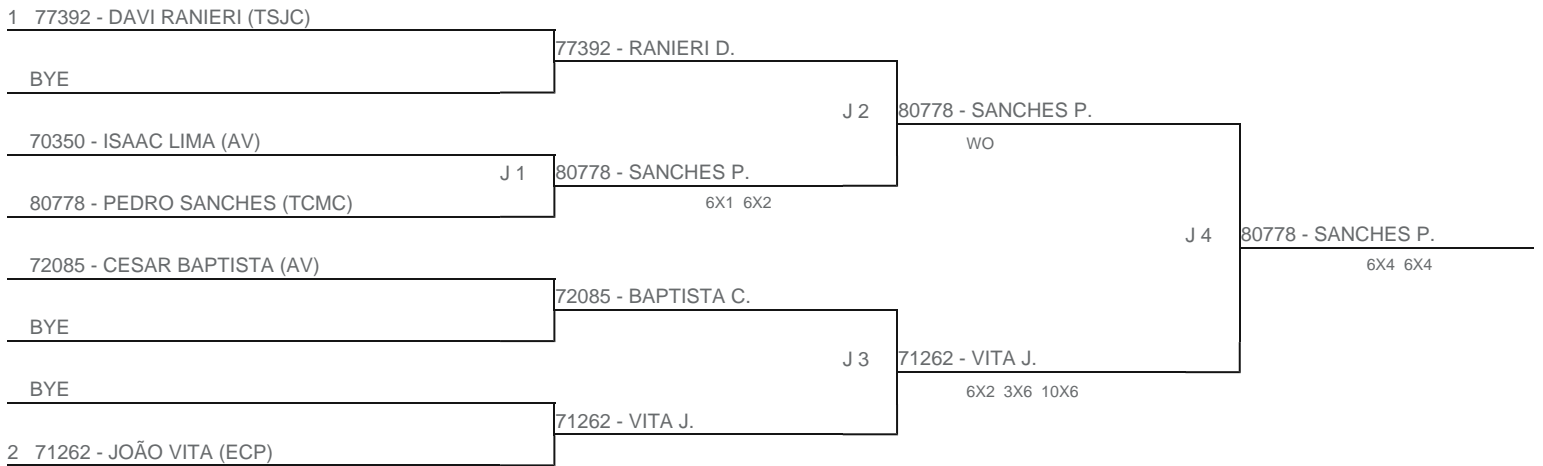 1 77392 - DAVI RANIERI (TSJC)
77392 - RANIERI D.
BYE
J 2 80778 - SANCHES P.
70350 - ISAAC LIMA (AV)
WO
J 1 80778 - SANCHES P.
80778 - PEDRO SANCHES (TCMC)
6X1 6X2
J 4 80778 - SANCHES P.
72085 - CESAR BAPTISTA (AV)
6X4 6X4
72085 - BAPTISTA C.
BYE
J 3 71262 - VITA J.
BYE
6X2 3X6 10X6
71262 - VITA J.
2 71262 - JOÃO VITA (ECP)